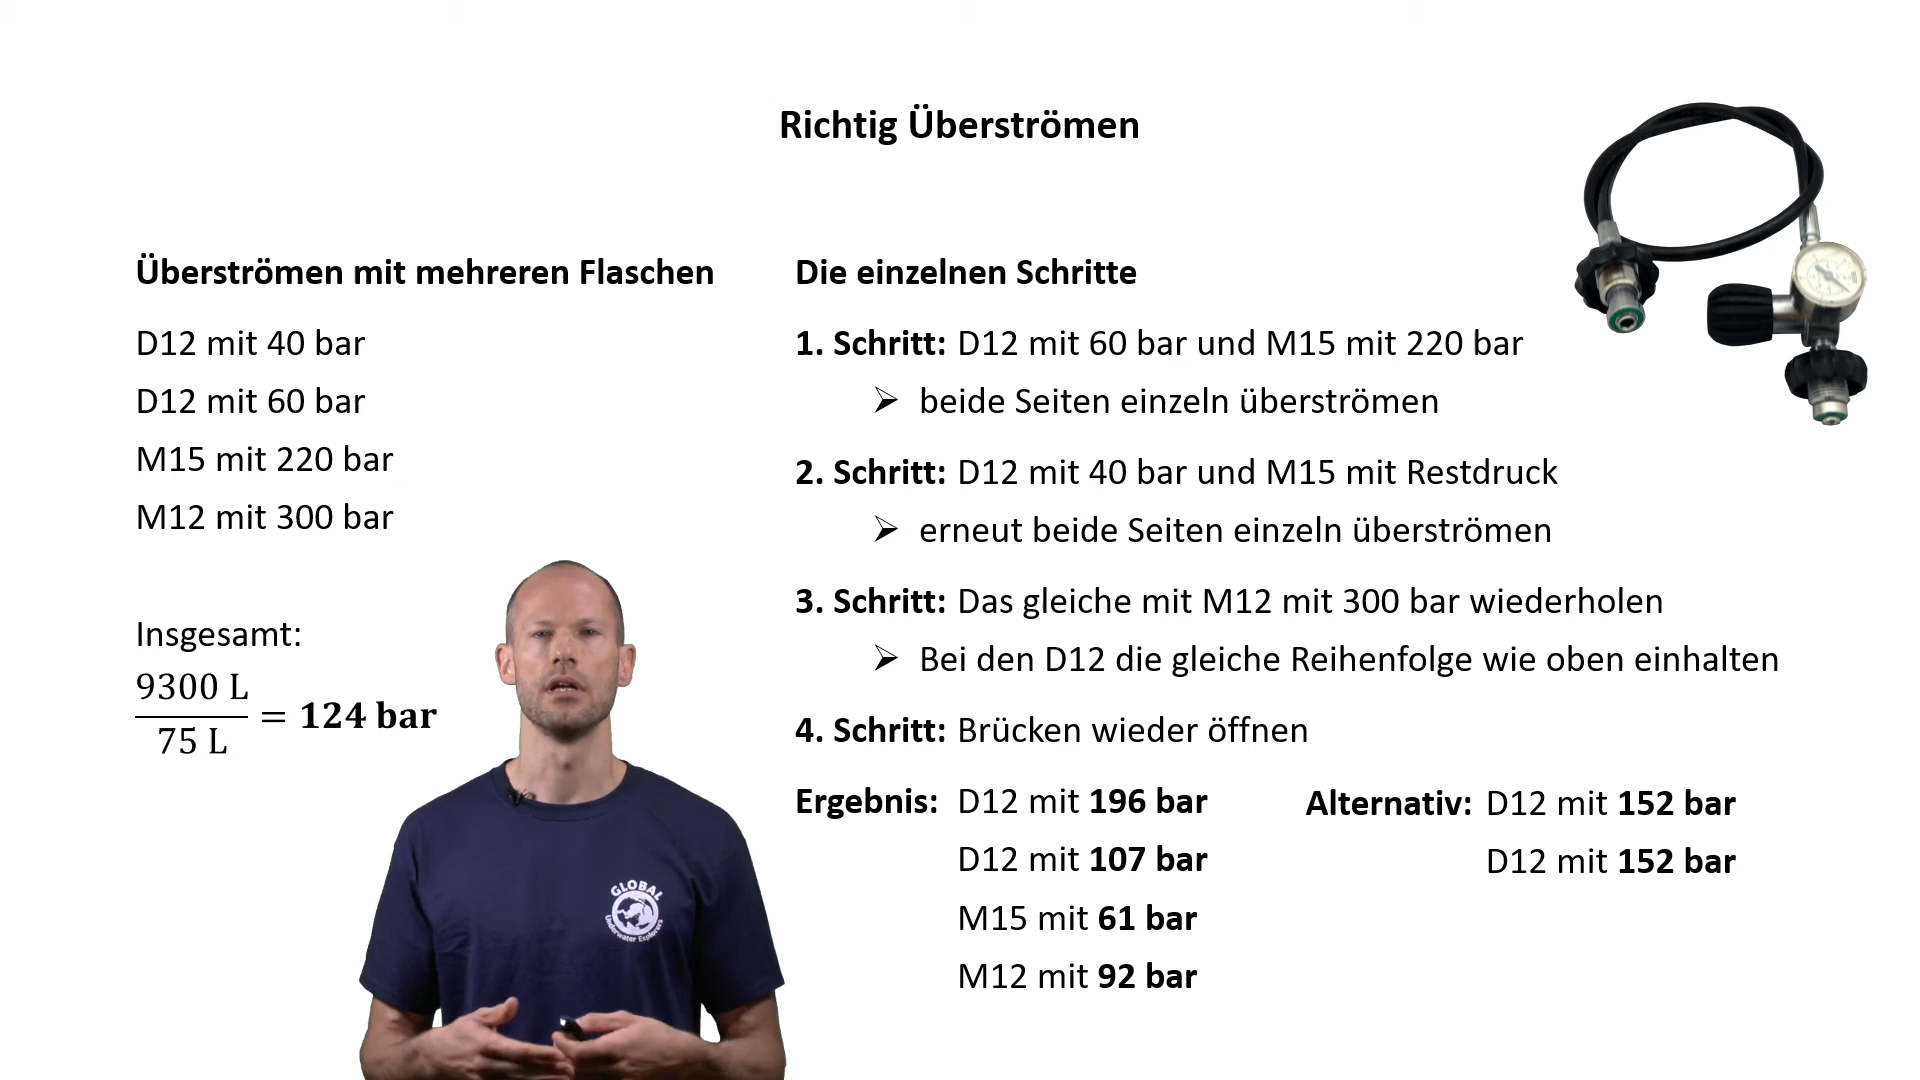 Richtig Überströmen
Überströmen mit mehreren Flaschen
D12 mit 40 bar
D12 mit 60 bar
M15 mit 220 bar
M12 mit 300 bar
Insgesamt:
9300 L
75 L
= 124 bar
Die einzelnen Schritte
1. Schritt: D12 mit 60 bar und M15 mit 220 bar
➢ beide Seiten einzeln überströmen
2. Schritt: D12 mit 40 bar und M15 mit Restdruck
➢ erneut beide Seiten einzeln überströmen
3. Schritt: Das gleiche mit M12 mit 300 bar wiederholen
➢ Bei den D12 die gleiche Reihenfolge wie oben einhalten
4. Schritt: Brücken wieder öffnen
Ergebnis: D12 mit 196 bar
D12 mit 107 bar
M15 mit 61 bar
M12 mit 92 bar
Alternativ: D12 mit 152 bar
D12 mit 152 bar
GLOBAL
Underwater Explorers